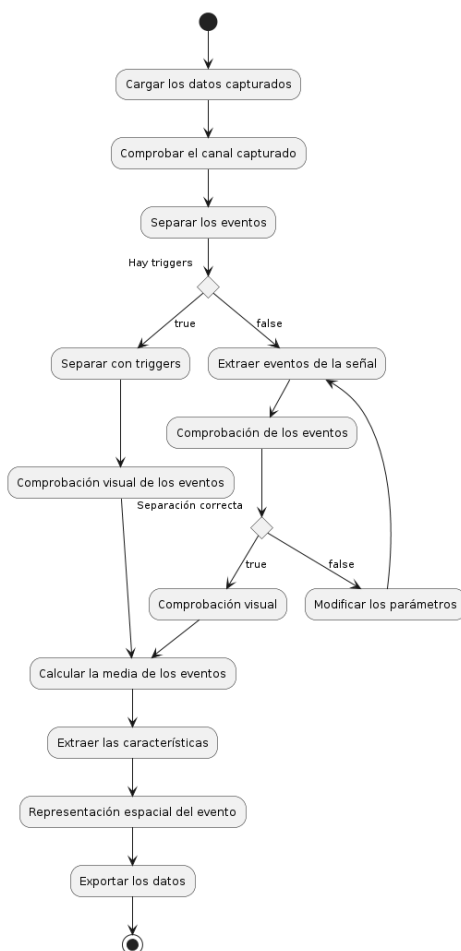 Cargar los datos capturados
Comprobar el canal capturado
Separar los eventos
Hay triggers
true
false
Separar con triggers
Extraer eventos de la señal
Comprobación de los eventos
Comprobación visual de los eventos
Separación correcta
true
false
Comprobación visual
Modificar los parámetros
Calcular la media de los eventos
Extraer las características
Representación espacial del evento
Exportar los datos